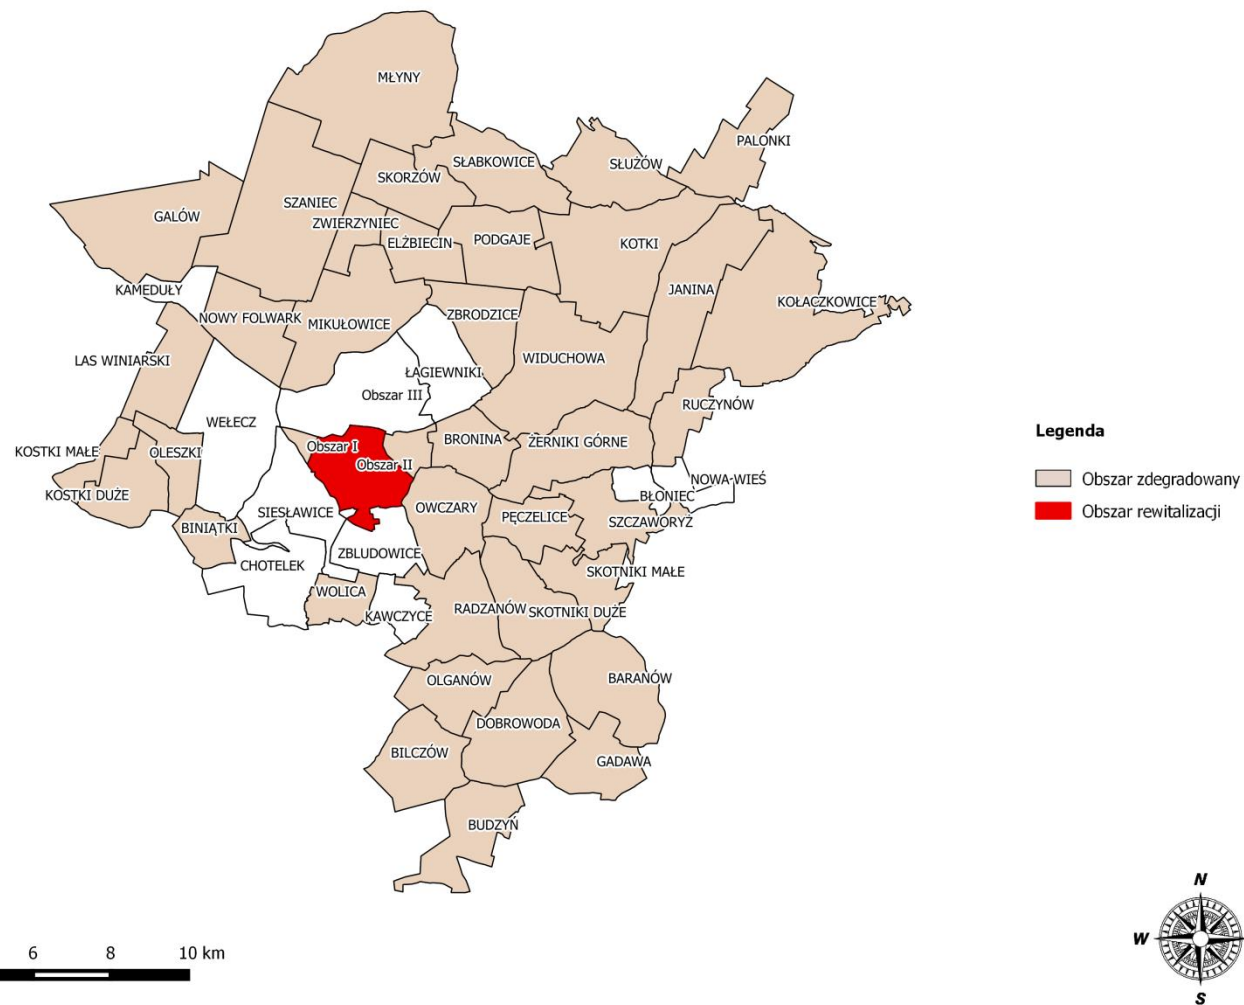 MŁYNY
PALONKI
SŁABKOWICE
SŁUŻÓW
SKORZÓW
SZANIEC
GALÓW
ZWIERZYNIEC
ELŻBIECIN
PODGAJE
KOTKI
KAMEDUŁY
JANINA
KOŁACZKOWICE
NOWY FOLWARK
MIKUŁOWICE
ZBRODZICE
LAS WINIARSKI
WIDUCHOWA
ŁAGIEWNIKI
Obszar III
RUCZYNÓW
WEŁECZ
Legenda
BRONINA
ŻERNIKI GÓRNE
Obszar I
KOSTKI MAŁE
OLESZKI
Obszar II
NOWA-WIEŚ
Obszar zdegradowany
KOSTKI DUŻE
BŁONIEC
OWCZARY
SIESŁAWICE
PĘCZELICE
SZCZAWORYŻ
Obszar rewitalizacji
BINIĄTKI
ZBLUDOWICE
CHOTELEK
SKOTNIKI MAŁE
WOLICA
KAWCZYCE
RADZANÓW
SKOTNIKI DUŻE
OLGANÓW
BARANÓW
DOBROWODA
BILCZÓW
GADAWA
BUDZYŃ
N
W
S
6 8 10 km